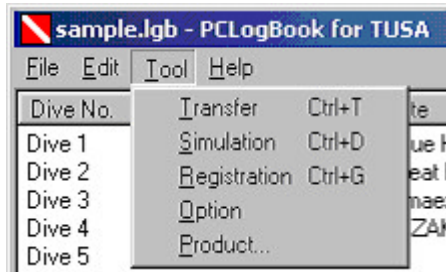 sample.lgb - PCLogBook for TUSA
File Edit Tool Help
Dive No.
Transfer Ctrl+T
Dive 1
Simulation Ctrl+D
Dive 2
Registration Ctrl+G
Dive 3
Option
Dive 4
Product...
Dive 5